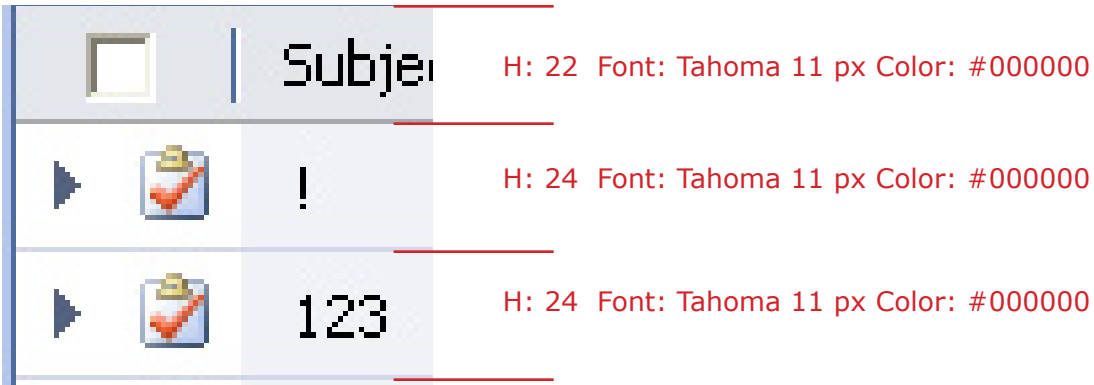 Subje H: 22 Font: Tahoma 11 px Color: #000000
! H: 24 Font: Tahoma 11 px Color: #000000
123 H: 24 Font: Tahoma 11 px Color: #000000